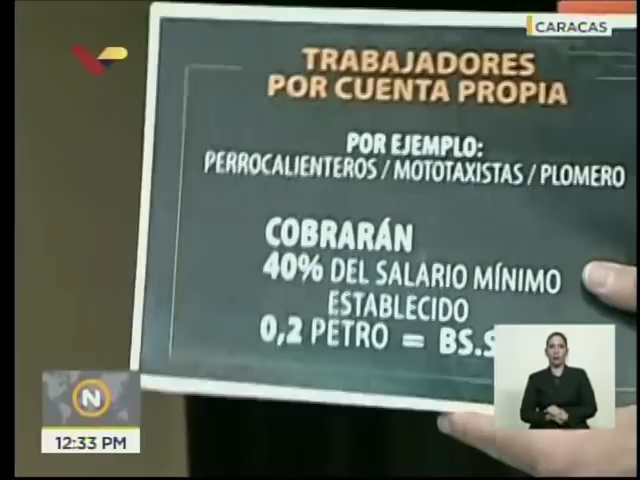 CARACAS
TRABAJADORES
POR CUENTA PROPIA
POR EJEMPLO:
PERROCALIENTEROS / MOTOTAXISTAS / PLOMERO
COBRARÁN
40% DEL SALARIO MÍNIMO
ESTABLECIDO
0,2 PETRO = BS.S
N
12:33 PM